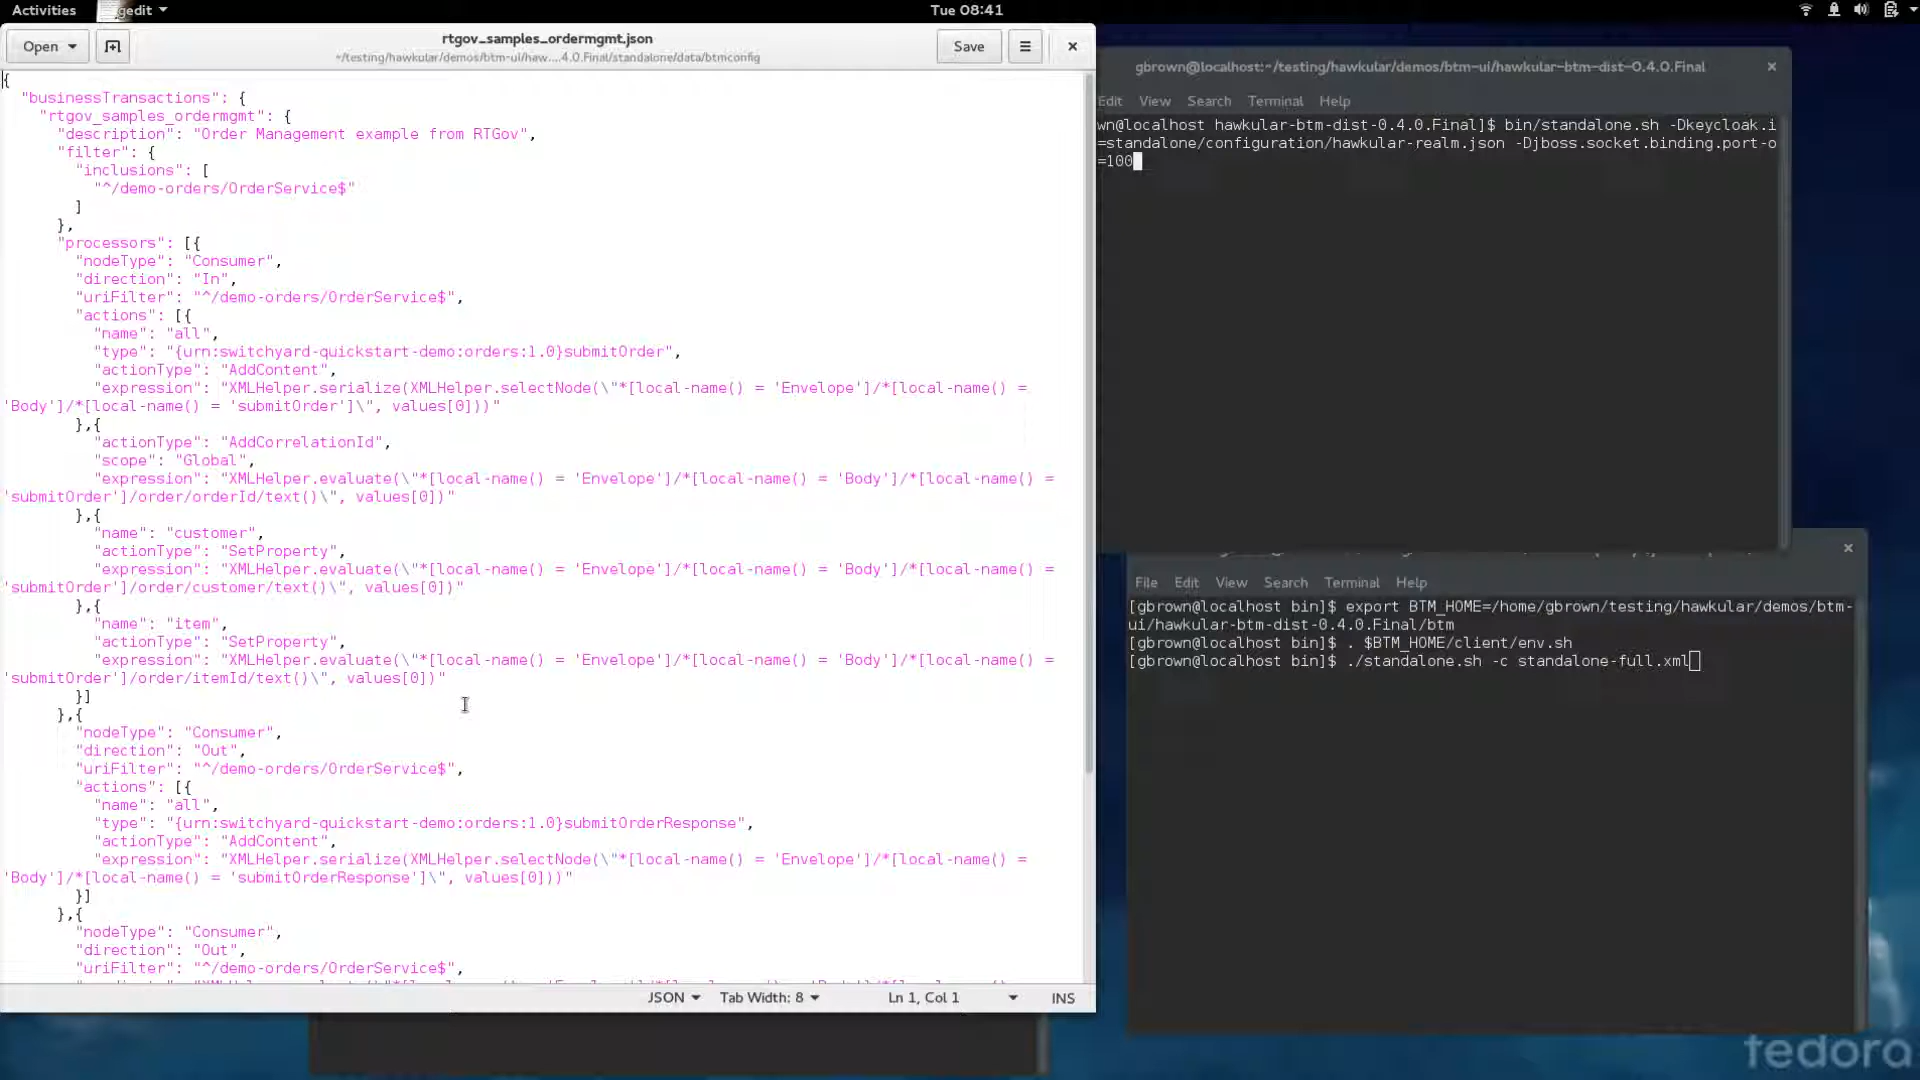 Activities
gedit
Tue 08:41
Open
rtgov_samples_ordermgmt.json
~/testing/hawkular/demos/btm-ui/haw....4.0.Final/standalone/data/btmconfig
Save
{
"businessTransactions": {
"rtgov_samples_ordermgmt": {
"description": "Order Management example from RTGov",
"filter": {
"inclusions": [
"^/demo-orders/OrderService$"
]
},
"processors": [{
"nodeType": "Consumer",
"direction": "In",
"uriFilter": "^/demo-orders/OrderService$",
"actions": [{
"name": "all",
"type": "{urn:switchyard-quickstart-demo:orders:1.0}submitOrder",
"actionType": "AddContent",
"expression": "XMLHelper.serialize(XMLHelper.selectNode(\"*[local-name() = 'Envelope']/*[local-name() =
'Body']/*[local-name() = 'submitOrder']\", values[0]))"
},{
"actionType": "AddCorrelationId",
"scope": "Global",
"expression": "XMLHelper.evaluate(\"*[local-name() = 'Envelope']/*[local-name() = 'Body']/*[local-name() =
'submitOrder']/order/orderId/text()\", values[0])"
},{
"name": "customer",
"actionType": "SetProperty",
"expression": "XMLHelper.evaluate(\"*[local-name() = 'Envelope']/*[local-name() = 'Body']/*[local-name() =
'submitOrder']/order/customer/text()\", values[0])"
},{
"name": "item",
"actionType": "SetProperty",
"expression": "XMLHelper.evaluate(\"*[local-name() = 'Envelope']/*[local-name() = 'Body']/*[local-name() =
'submitOrder']/order/itemId/text()\", values[0])"
}]
},{
"nodeType": "Consumer",
"direction": "Out",
"uriFilter": "^/demo-orders/OrderService$",
"actions": [{
"name": "all",
"type": "{urn:switchyard-quickstart-demo:orders:1.0}submitOrderResponse",
"actionType": "AddContent",
"expression": "XMLHelper.serialize(XMLHelper.selectNode(\"*[local-name() = 'Envelope']/*[local-name() =
'Body']/*[local-name() = 'submitOrderResponse']\", values[0]))"
}]
},{
"nodeType": "Consumer",
"direction": "Out",
"uriFilter": "^/demo-orders/OrderService$",
JSON
Tab Width: 8
Ln 1, Col 1
INS
gbrown@localhost:~/testing/hawkular/demos/btm-ui/hawkular-btm-dist-0.4.0.Final
Edit View Search Terminal Help
wn@localhost hawkular-btm-dist-0.4.0.Final]$ bin/standalone.sh -Dkeycloak.i
=standalone/configuration/hawkular-realm.json -Djboss.socket.binding.port-o
=100
File Edit View Search Terminal Help
[gbrown@localhost bin]$ export BTM_HOME=/home/gbrown/testing/hawkular/demos/btm-
ui/hawkular-btm-dist-0.4.0.Final/btm
[gbrown@localhost bin]$ . $BTM_HOME/client/env.sh
[gbrown@localhost bin]$ ./standalone.sh -c standalone-full.xml
fedora